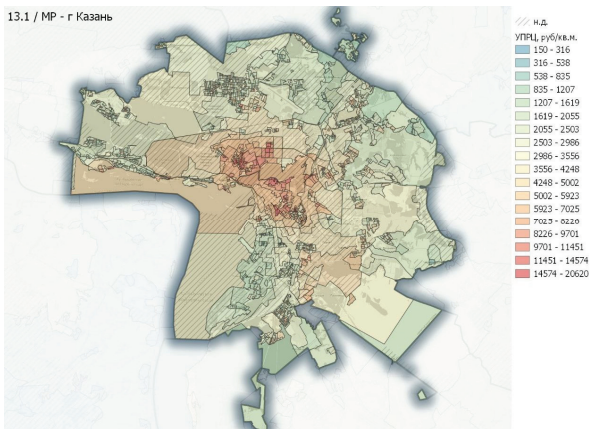 13.1 / МР - г Казань
н.д.
УПРЦ, руб/кв.м.
150 - 316
316 - 538
538 - 835
835 - 1207
1207 - 1619
1619 - 2055
2055 - 2503
2503 - 2986
2986 - 3556
3556 - 4248
4248 - 5002
5002 - 5923
5923 - 7025
7025 - 8226
8226 - 9701
9701 - 11451
11451 - 14574
14574 - 20620